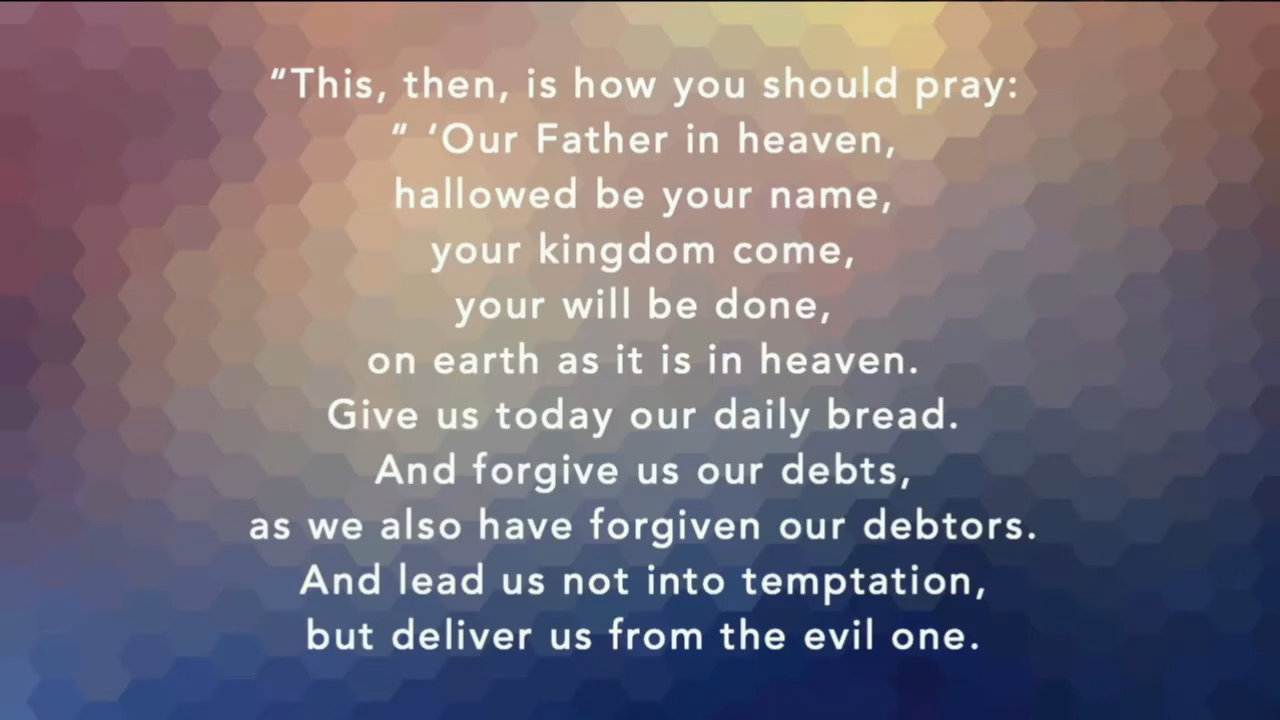 “This, then, is how you should pray:
“ ‘Our Father in heaven,
hallowed be your name,
your kingdom come,
your will be done,
on earth as it is in heaven.
Give us today our daily bread.
And forgive us our debts,
as we also have forgiven our debtors.
And lead us not into temptation,
but deliver us from the evil one.